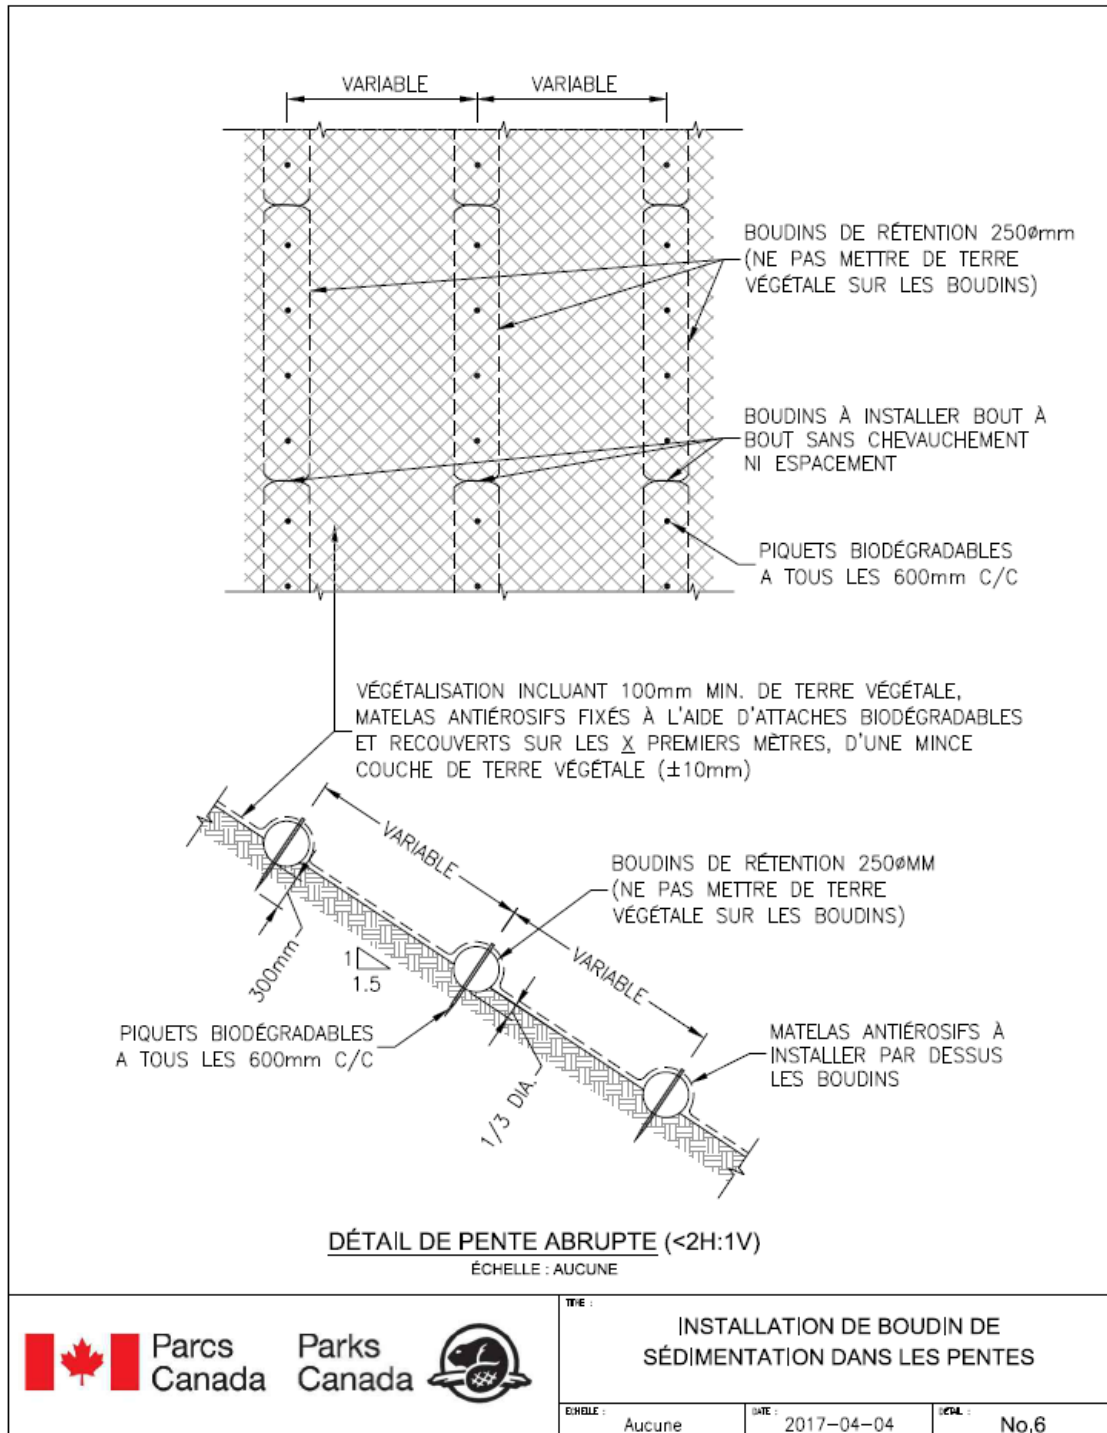 VARIABLE
VARIABLE
BOUDINS DE RÉTENTION 250ømm
(NE PAS METTRE DE TERRE
VÉGÉTALE SUR LES BOUDINS)
BOUDINS À INSTALLER BOUT À
BOUT SANS CHEVAUCHEMENT
NI ESPACEMENT
PIQUETS BIODÉGRADABLES
A TOUS LES 600mm C/C
VÉGÉTALISATION INCLUANT 100mm MIN. DE TERRE VÉGÉTALE,
MATELAS ANTIÉROSIFS FIXÉS À L'AIDE D'ATTACHES BIODÉGRADABLES
ET RECOUVERTS SUR LES X PREMIERS MÈTRES, D'UNE MINCE
COUCHE DE TERRE VÉGÉTALE (±10mm)
VARIABLE
BOUDINS DE RÉTENTION 250øMM
(NE PAS METTRE DE TERRE
VÉGÉTALE SUR LES BOUDINS)
VARIABLE
300mm
1
1.5
PIQUETS BIODÉGRADABLES
A TOUS LES 600mm C/C
1/3 DIA.
MATELAS ANTIÉROSIFS À
INSTALLER PAR DESSUS
LES BOUDINS
DÉTAIL DE PENTE ABRUPTE (<2H:1V)
ÉCHELLE : AUCUNE
Parcs Canada
Parks Canada
TITRE :
INSTALLATION DE BOUDIN DE
SÉDIMENTATION DANS LES PENTES
ECHELLE :
Aucune
DATE :
2017-04-04
DÉTAIL :
No.6